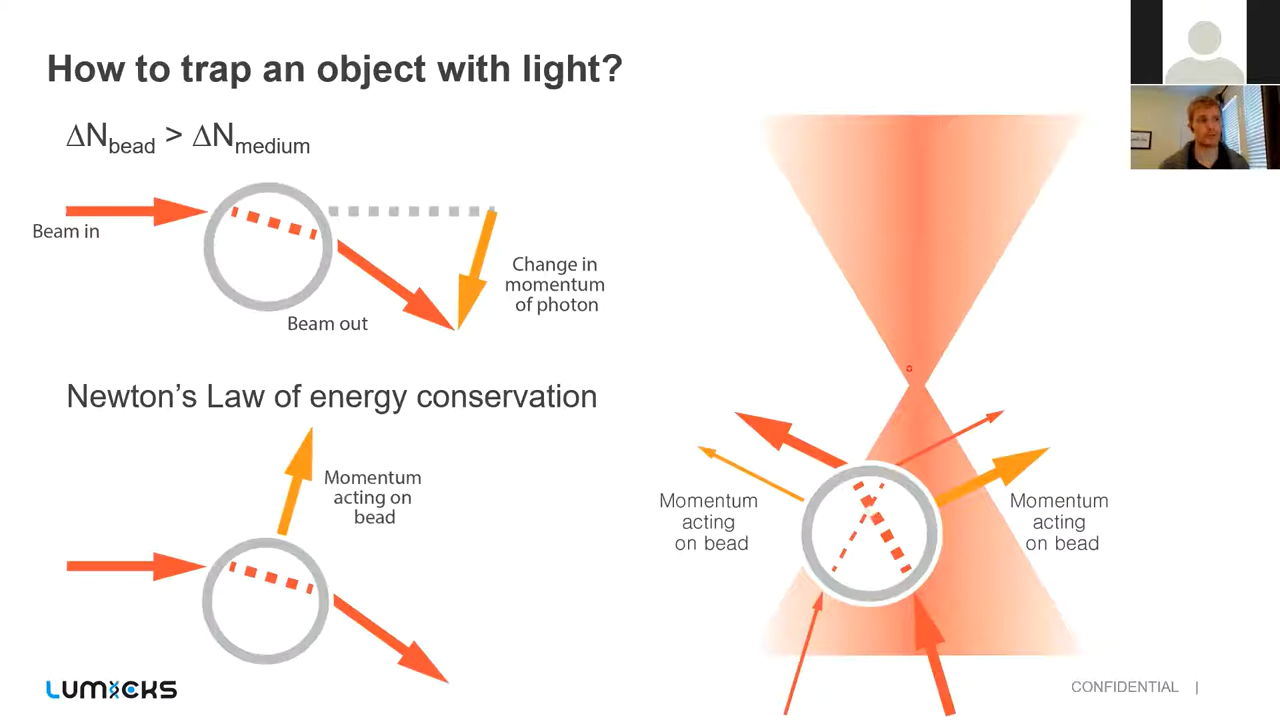 How to trap an object with light?
ΔNbead > ΔNmedium
Beam in
Change in
momentum
of photon
Beam out
Newton's Law of energy conservation
Momentum
acting on
bead
Momentum
acting
on bead
Momentum
acting
on bead
LUMICKS
CONFIDENTIAL |